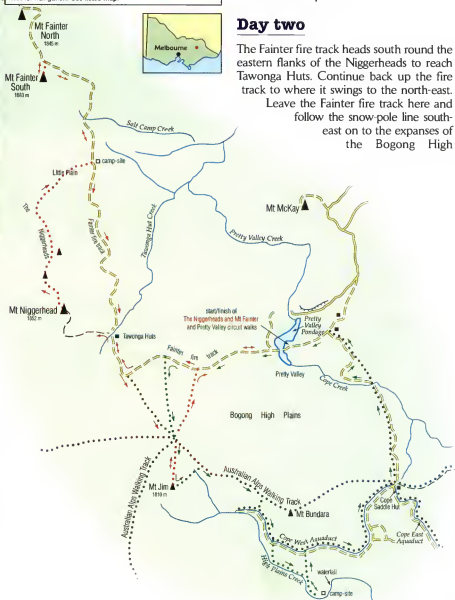 Day two
The Fainter fire track heads south round the
eastern flanks of the Niggerheads to reach
Tawonga Huts. Continue back up the fire
track to where it swings to the north-east.
Leave the Fainter fire track here and
follow the snow-pole line south-
east on to the expanses of
the Bogong High
Mt Fainter
North
1845 m
Melbourne
Mt Fainter
South
1883 m
Salt Camp Creek
camp-site
Little Plain
The
Niggerheads
Fainter fire track
Tawonga Hut Creek
Mt McKay
Pretty Valley Creek
Mt Niggerhead
1852 m
start/finish of
The Niggerheads and Mt Fainter
and Pretty Valley circuit walks
Pretty
Valley
Pondage
Tawonga Huts
Fainter fire track
Pretty Valley
Cope Creek
Bogong High Plains
Australian Alps Walking Track
Mt Jim
1818 m
Australian Alps Walking Track
Mt Bundara
Cope
Saddle Hut
Cope West Aquaduct
Cope East
Aquaduct
High Plains Creek
waterfall
camp-site